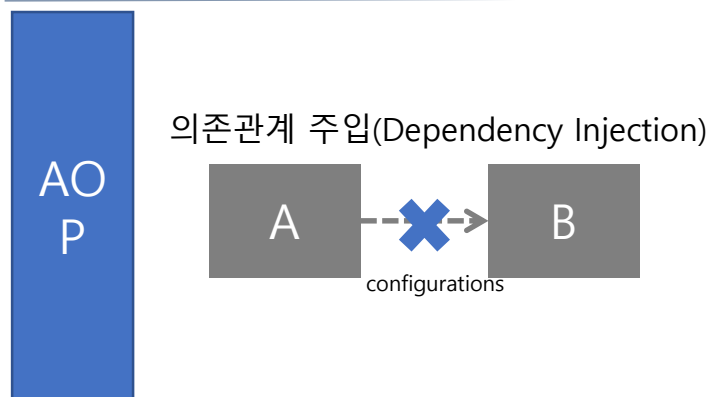 AO
P
의존관계 주입(Dependency Injection)
A
B
configurations